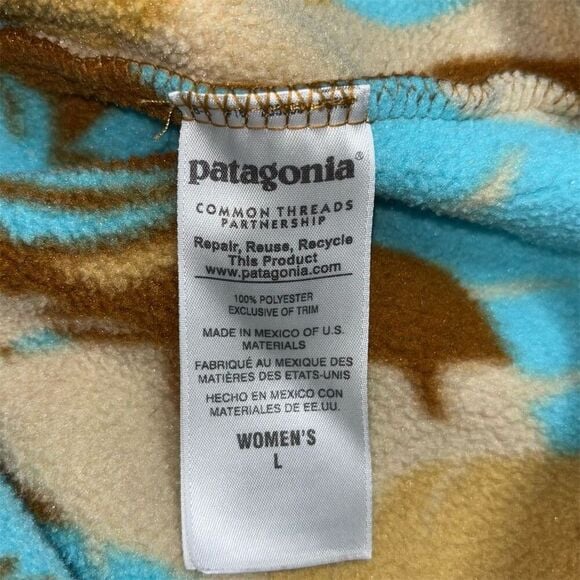 patagonia®
COMMON THREADS
PARTNERSHIP
Repair, Reuse, Recycle
This Product
www.patagonia.com
100% POLYESTER
EXCLUSIVE OF TRIM
MADE IN MEXICO OF U.S.
MATERIALS
FABRIQUÉ AU MEXIQUE DES
MATIÈRES DES ETATS-UNIS
HECHO EN MEXICO CON
MATERIALES DE EE.UU.
WOMEN'S
L